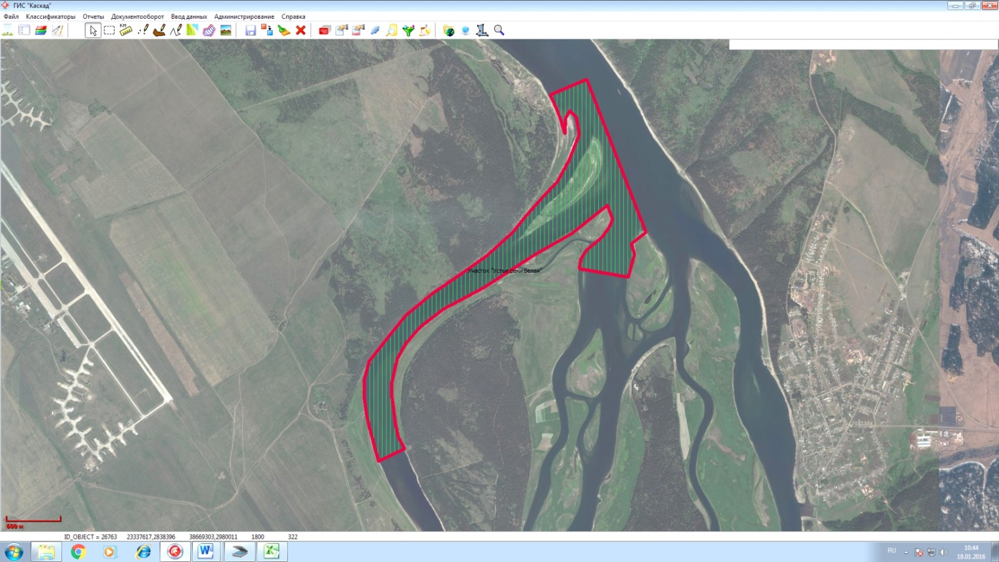 ГИС "Каскад"
Файл Классификаторы Отчеты Документооборот Ввод данных Администрирование Справка
КМ
Участок "Устье реки Белая"
600 м
ID_OBJECT = 26763 23337617,2838396 38669303,2980011 1800 322
RU
10:44
18.01.2016